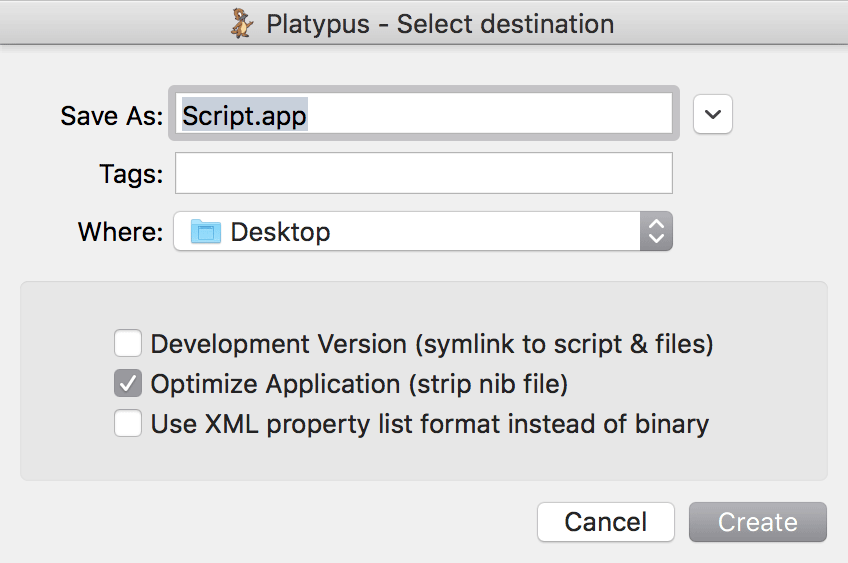 Platypus - Select destination
Save As: Script.app
Tags:
Where: Desktop
Development Version (symlink to script & files)
Optimize Application (strip nib file)
Use XML property list format instead of binary
Cancel Create